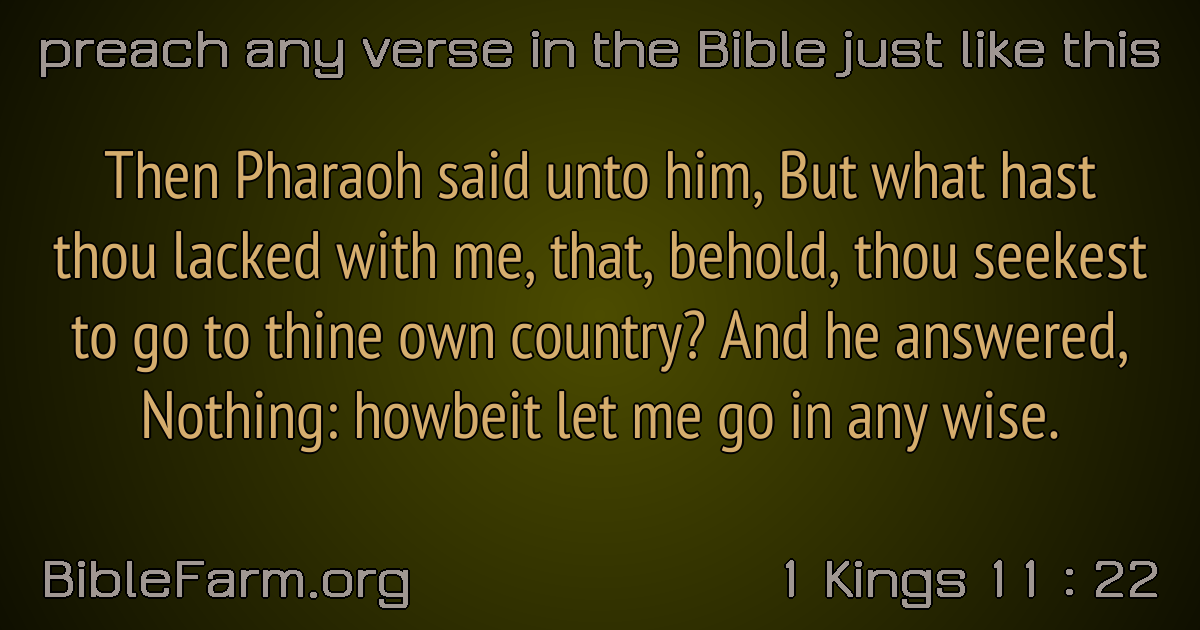 preach any verse in the Bible just like this
Then Pharaoh said unto him, But what hast
thou lacked with me, that, behold, thou seekest
to go to thine own country? And he answered,
Nothing: howbeit let me go in any wise.
BibleFarm.org
1 Kings 11 : 22